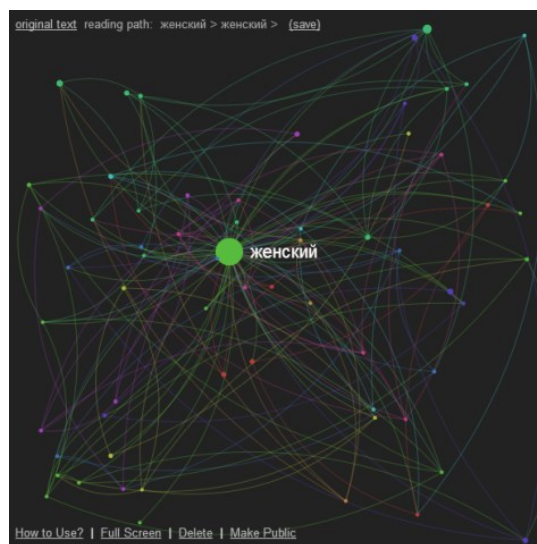 original text reading path: женский > женский > (save)
женский
How to Use? | Full Screen | Delete | Make Public